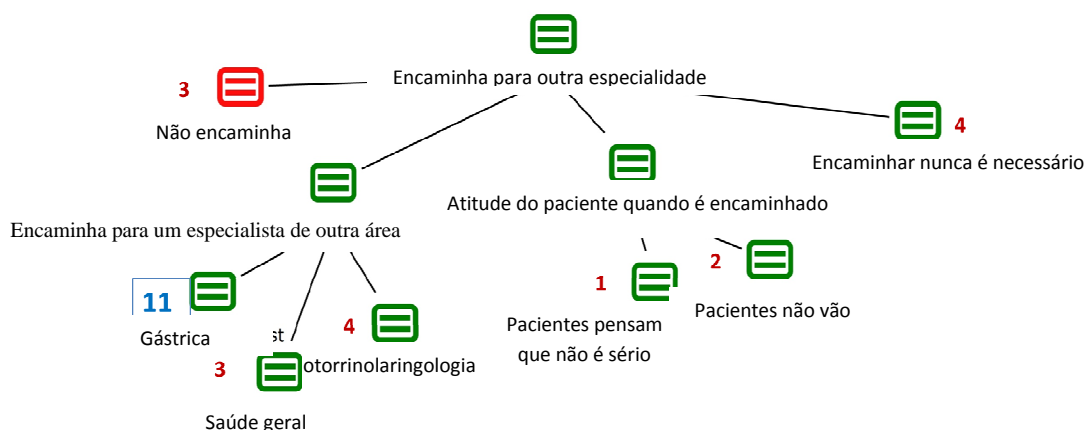 Encaminha para outra especialidade
3
Não encaminha
4
Encaminhar nunca é necessário
Atitude do paciente quando é encaminhado
Encaminha para um especialista de outra área
11
Gástrica
st
4
otorrinolaringologia
3
Saúde geral
1
Pacientes pensam
que não é sério
2
Pacientes não vão